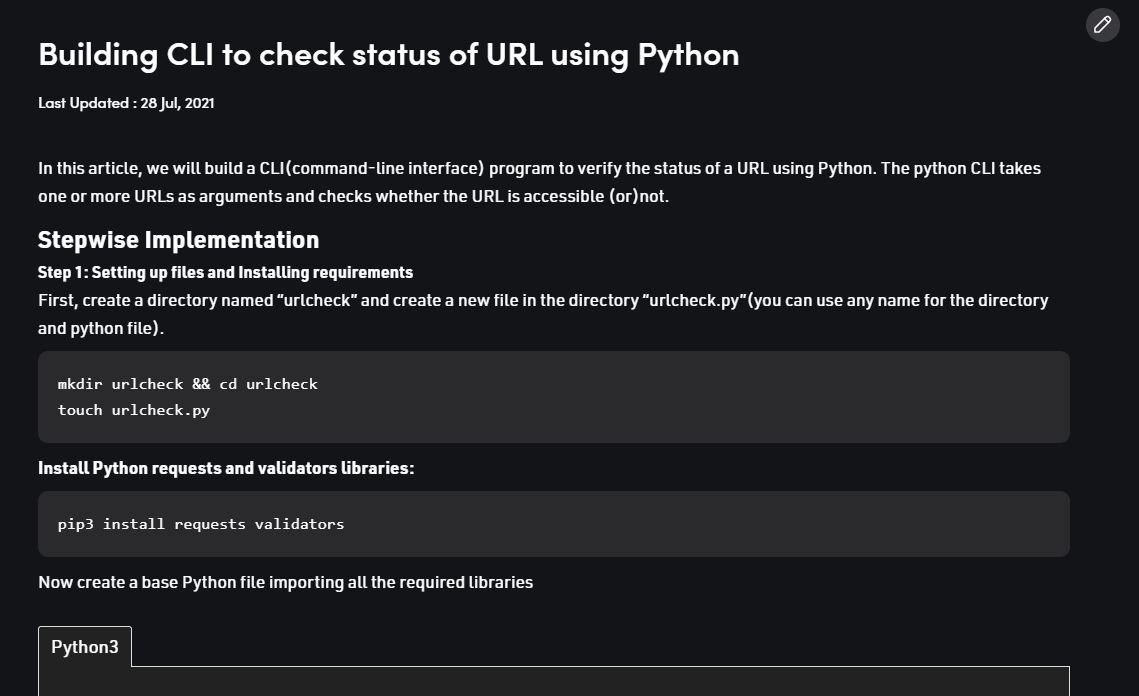 Building CLI to check status of URL using Python
Last Updated : 28 Jul, 2021
In this article, we will build a CLI(command-line interface) program to verify the status of a URL using Python. The python CLI takes
one or more URLs as arguments and checks whether the URL is accessible (or)not.
Stepwise Implementation
Step 1: Setting up files and Installing requirements
First, create a directory named “urlcheck” and create a new file in the directory “urlcheck.py”(you can use any name for the directory
and python file).
mkdir urlcheck && cd urlcheck
touch urlcheck.py
Install Python requests and validators libraries:
pip3 install requests validators
Now create a base Python file importing all the required libraries
Python3